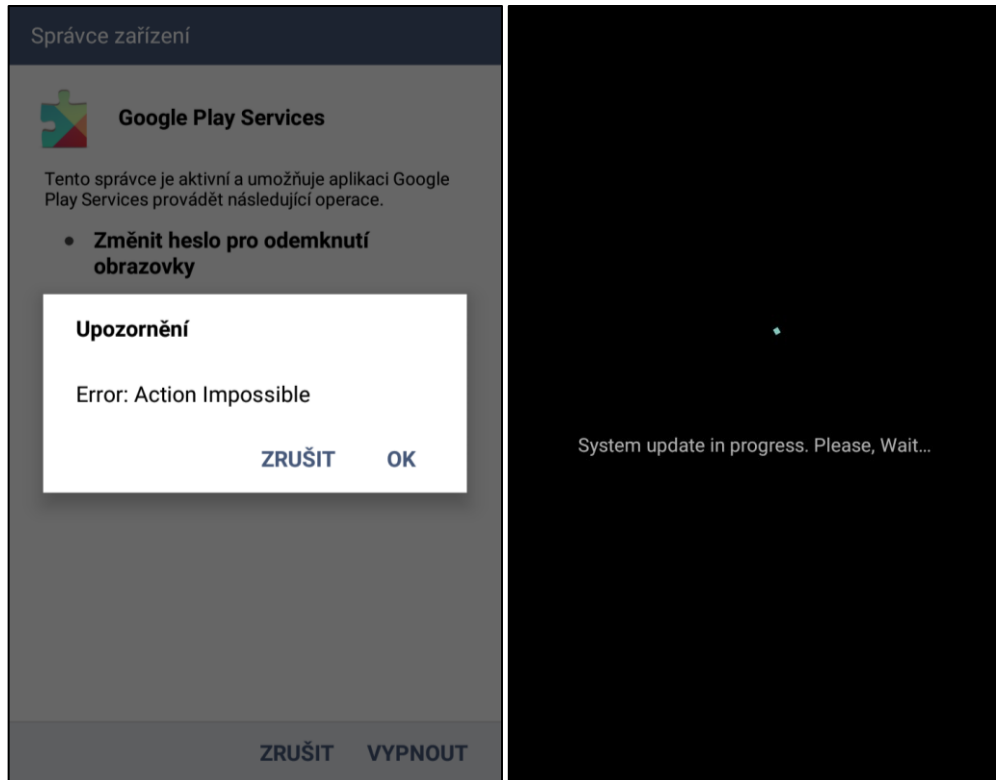 Správce zařízení
Google Play Services
Tento správce je aktivní a umožňuje aplikaci Google
Play Services provádět následující operace.
• Změnit heslo pro odemknutí
obrazovky
Upozornění
Error: Action Impossible
ZRUŠIT OK
ZRUŠIT VYPNOUT
System update in progress. Please, Wait...